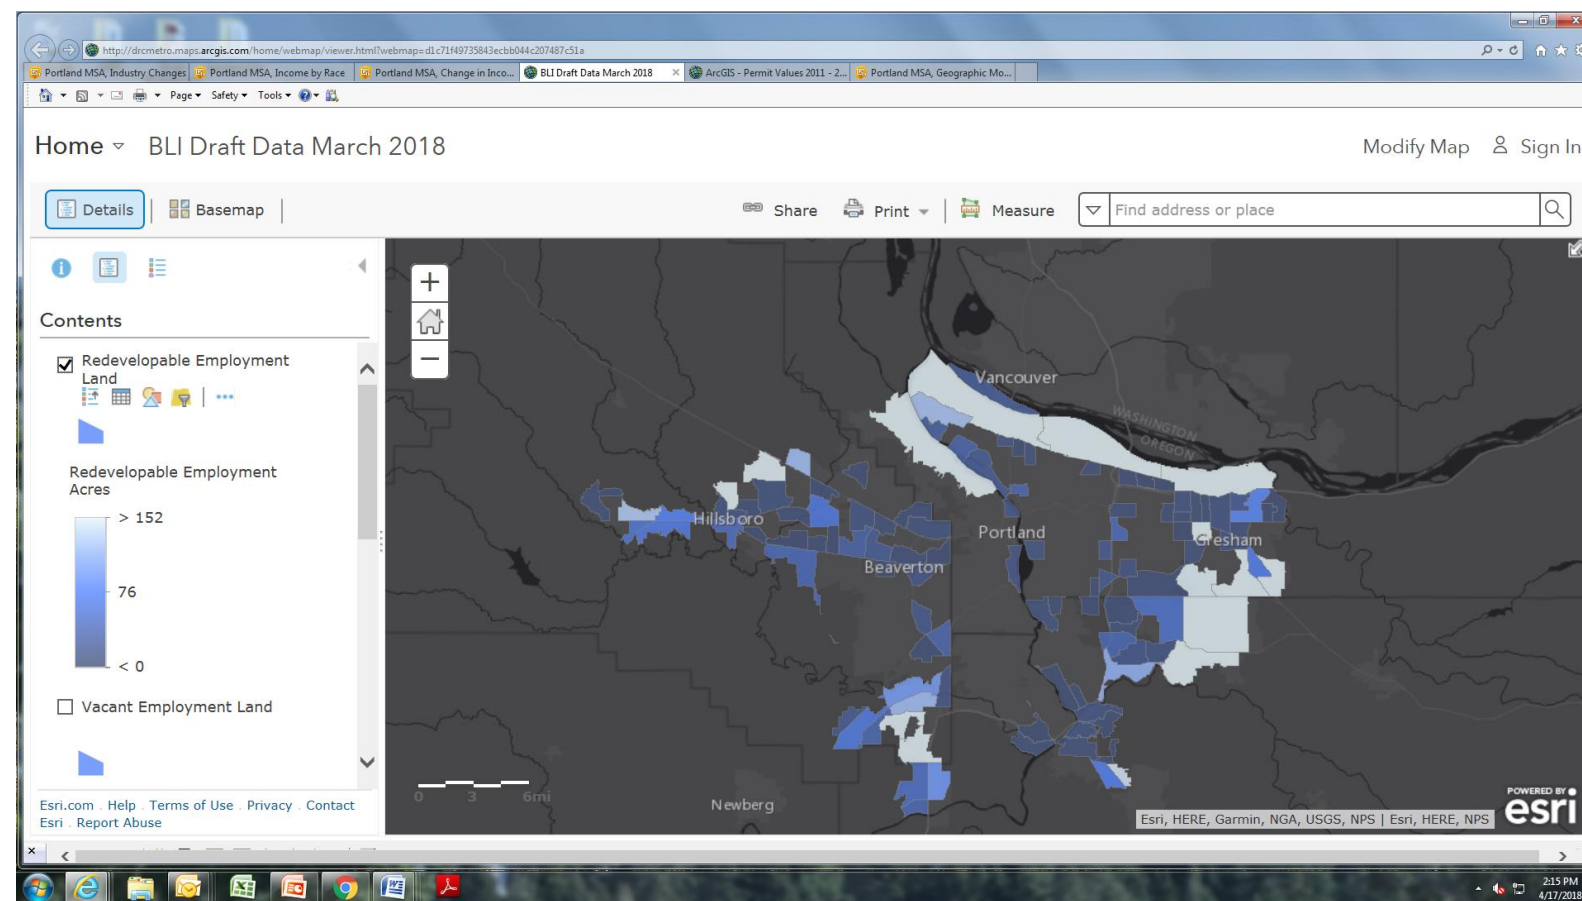 http://drcmetro.maps.arcgis.com/home/webmap/viewer.html?webmap=d1c71f49735843ecbb044c207487c51a
Portland MSA, Industry Changes Portland MSA, Income by Race Portland MSA, Change in Inco... BLI Draft Data March 2018 ArcGIS - Permit Values 2011 - 2... Portland MSA, Geographic Mo...
Page Safety Tools
Home BLI Draft Data March 2018 Modify Map Sign In
Details Basemap Share Print Measure Find address or place
Contents
Redevelopable Employment
Land
Redevelopable Employment
Acres
> 152
76
< 0
Vacant Employment Land
Esri.com . Help . Terms of Use . Privacy . Contact
Esri . Report Abuse
Vancouver
WASHINGTON
OREGON
Hillsboro
Portland
Gresham
Beaverton
Newberg
0 3 6mi
POWERED BY
esri
Esri, HERE, Garmin, NGA, USGS, NPS | Esri, HERE, NPS
2:15 PM
4/17/2018